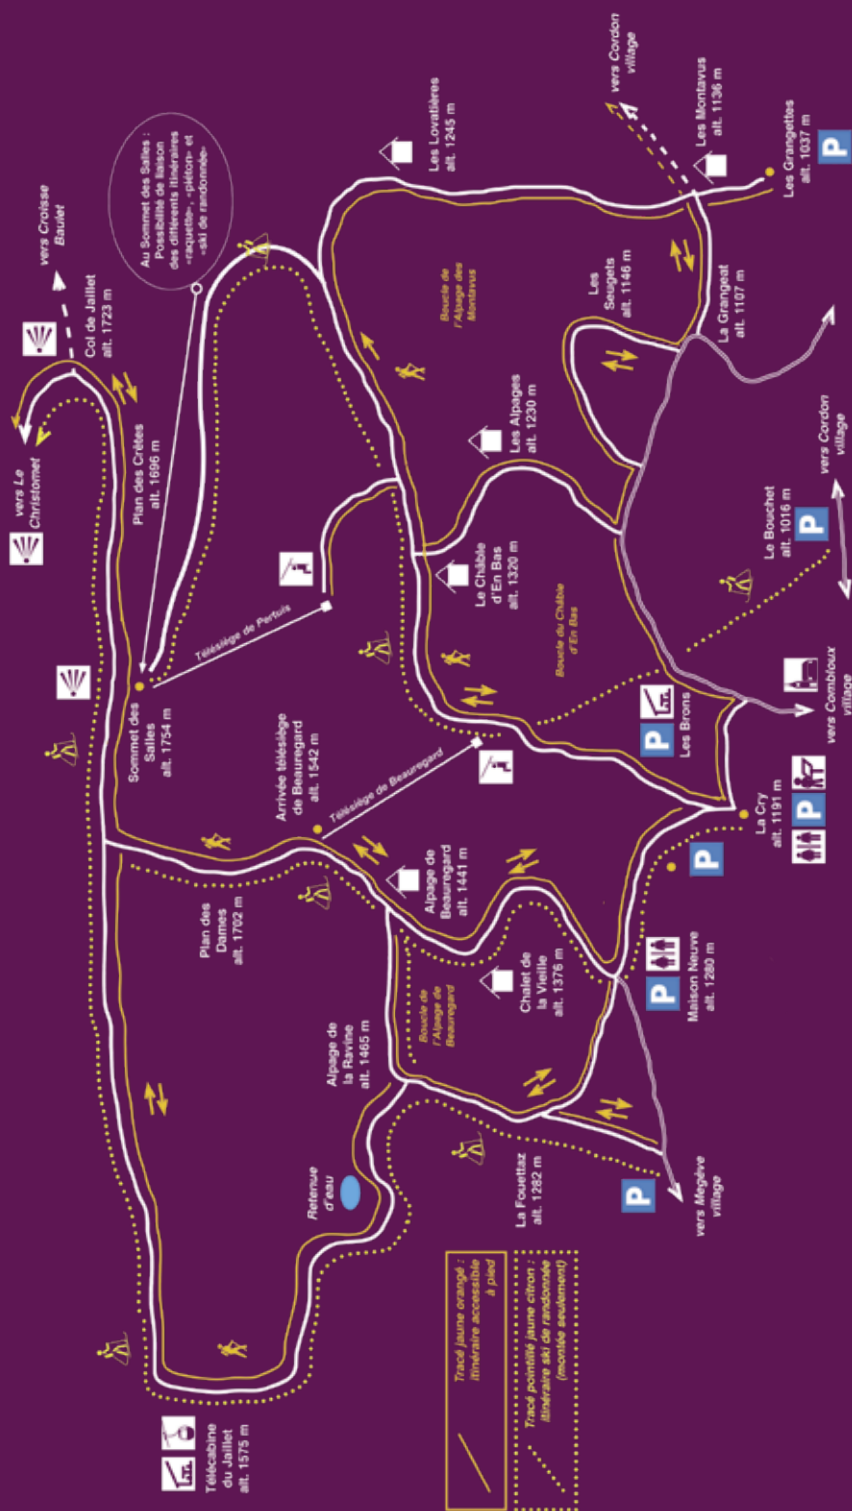 vers Le
Christomet
vers Croisse
Baulet
Col de Jaillet
alt. 1723 m
Plan des Crêtes
alt. 1696 m
Au Sommet des Salles :
Possibilité de liaison
des différents itinéraires
«raquette», «piéton» et
«ski de randonnée»
Sommet des
Salles
alt. 1754 m
Télécabine
du Jaillet
alt. 1575 m
Plan des
Dames
alt. 1702 m
Télésiège de Pertuis
Arrivée télésiège
de Beauregard
alt. 1542 m
Télésiège de Beauregard
Retenue
d'eau
Alpage de
la Ravine
alt. 1465 m
Alpage de
Beauregard
alt. 1441 m
Boucle de
l'Alpage de
Beauregard
Les Lovatières
alt. 1245 m
Boucle de
l'Alpage des
Montavus
Le Châble
d'En Bas
alt. 1320 m
Les Alpages
alt. 1230 m
Chalet de
la Vieille
alt. 1376 m
La Fouettaz
alt. 1282 m
Boucle du Châble
d'En Bas
Les
Seugets
alt. 1146 m
vers Cordon
village
Les Montavus
alt. 1136 m
La Grangeat
alt. 1107 m
Les Grangettes
alt. 1037 m
P
P
Les Brons
P
Maison Neuve
alt. 1280 m
P
vers Megève
village
P
La Cry
alt. 1191 m
P
Le Bouchet
alt. 1016 m
P
vers Cordon
village
vers Combloux
village
Tracé jaune orangé :
itinéraire accessible
à pied
Tracé pointillé jaune citron :
itinéraire ski de randonnée
(montée seulement)